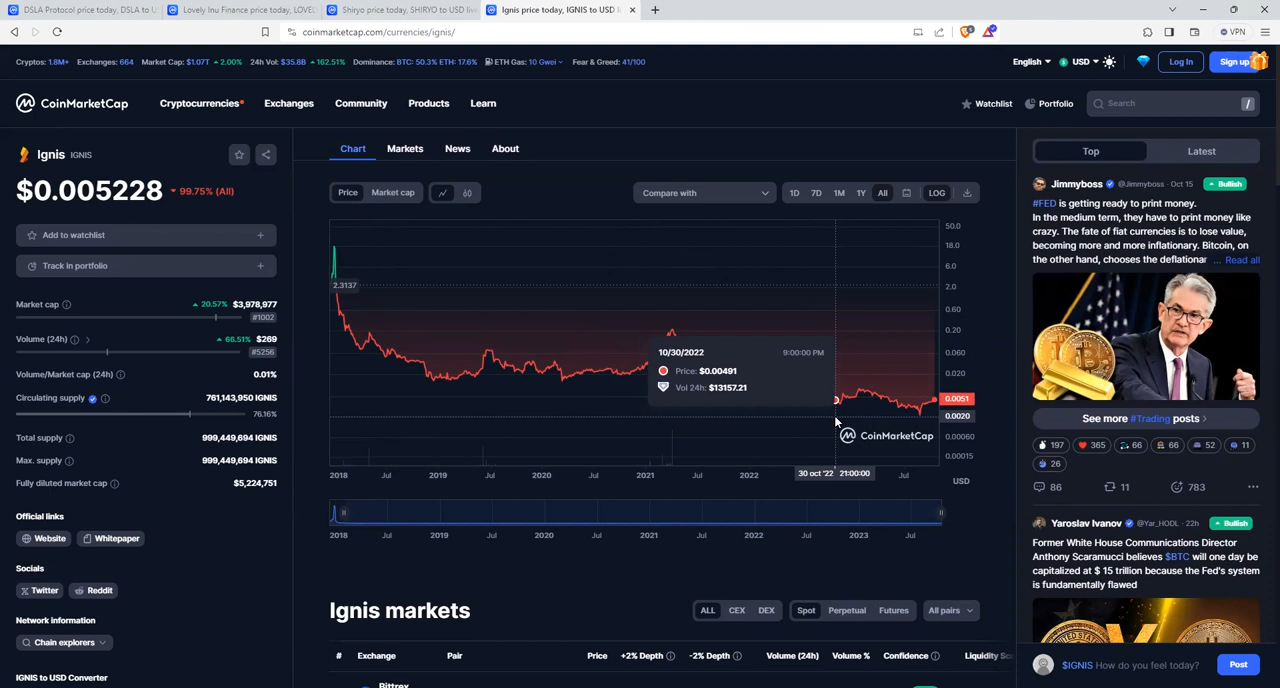 DSLA Protocol price today, DSLA to U
Lovely Inu Finance price today, LOVEL
Shiryo price today, SHIRYO to USD live
Ignis price today, IGNIS to USD l
coinmarketcap.com/currencies/ignis/
VPN
Cryptos: 1.8M+ Exchanges: 664 Market Cap: $1.07T 2.00% 24h Vol: $35.8B 162.51% Dominance: BTC: 50.3% ETH: 17.6% ETH Gas: 10 Gwei Fear & Greed: 41/100
English USD Log In Sign up
CoinMarketCap
Cryptocurrencies Exchanges Community Products Learn
Watchlist Portfolio Search /
Ignis IGNIS
$0.005228 99.75% (All)
Add to watchlist +
Track in portfolio +
Market cap 20.57% $3,978,977
#1002
Volume (24h) 66.51% $269
#5256
Volume/Market cap (24h) 0.01%
Circulating supply 761,143,950 IGNIS
76.16%
Total supply 999,449,694 IGNIS
Max. supply 999,449,694 IGNIS
Fully diluted market cap $5,224,751
Official links
Website Whitepaper
Socials
Twitter Reddit
Network information
Chain explorers
IGNIS to USD Converter
Chart Markets News About
Price Market cap
Compare with
1D 7D 1M 1Y All LOG
50.0
18.0
6.0
2.0
0.60
0.20
0.060
0.020
0.0051
0.0020
0.00060
0.00015
USD
2.3137
10/30/2022 9:00:00 PM
Price: $0.00491
Vol 24h: $13157.21
CoinMarketCap
2018 Jul 2019 Jul 2020 Jul 2021 Jul 2022 30 oct '22 21:00:00 Jul
2018 Jul 2019 Jul 2020 Jul 2021 Jul 2022 Jul 2023 Jul
Ignis markets
ALL CEX DEX Spot Perpetual Futures All pairs
# Exchange Pair Price +2% Depth -2% Depth Volume (24h) Volume % Confidence Liquidity Sc
Bittrex
Top Latest
Jimmyboss @Jimmyboss · Oct 15 Bullish
#FED is getting ready to print money.
In the medium term, they have to print money like
crazy. The fate of fiat currencies is to lose value,
becoming more and more inflationary. Bitcoin, on
the other hand, chooses the deflationar ... Read all
See more #Trading posts
197 365 66 66 52 11
26
86 11 783
Yaroslav Ivanov @Yar_HODL · 22h Bullish
Former White House Communications Director
Anthony Scaramucci believes $BTC will one day be
capitalized at $ 15 trillion because the Fed's system
is fundamentally flawed
$IGNIS How do you feel today? Post